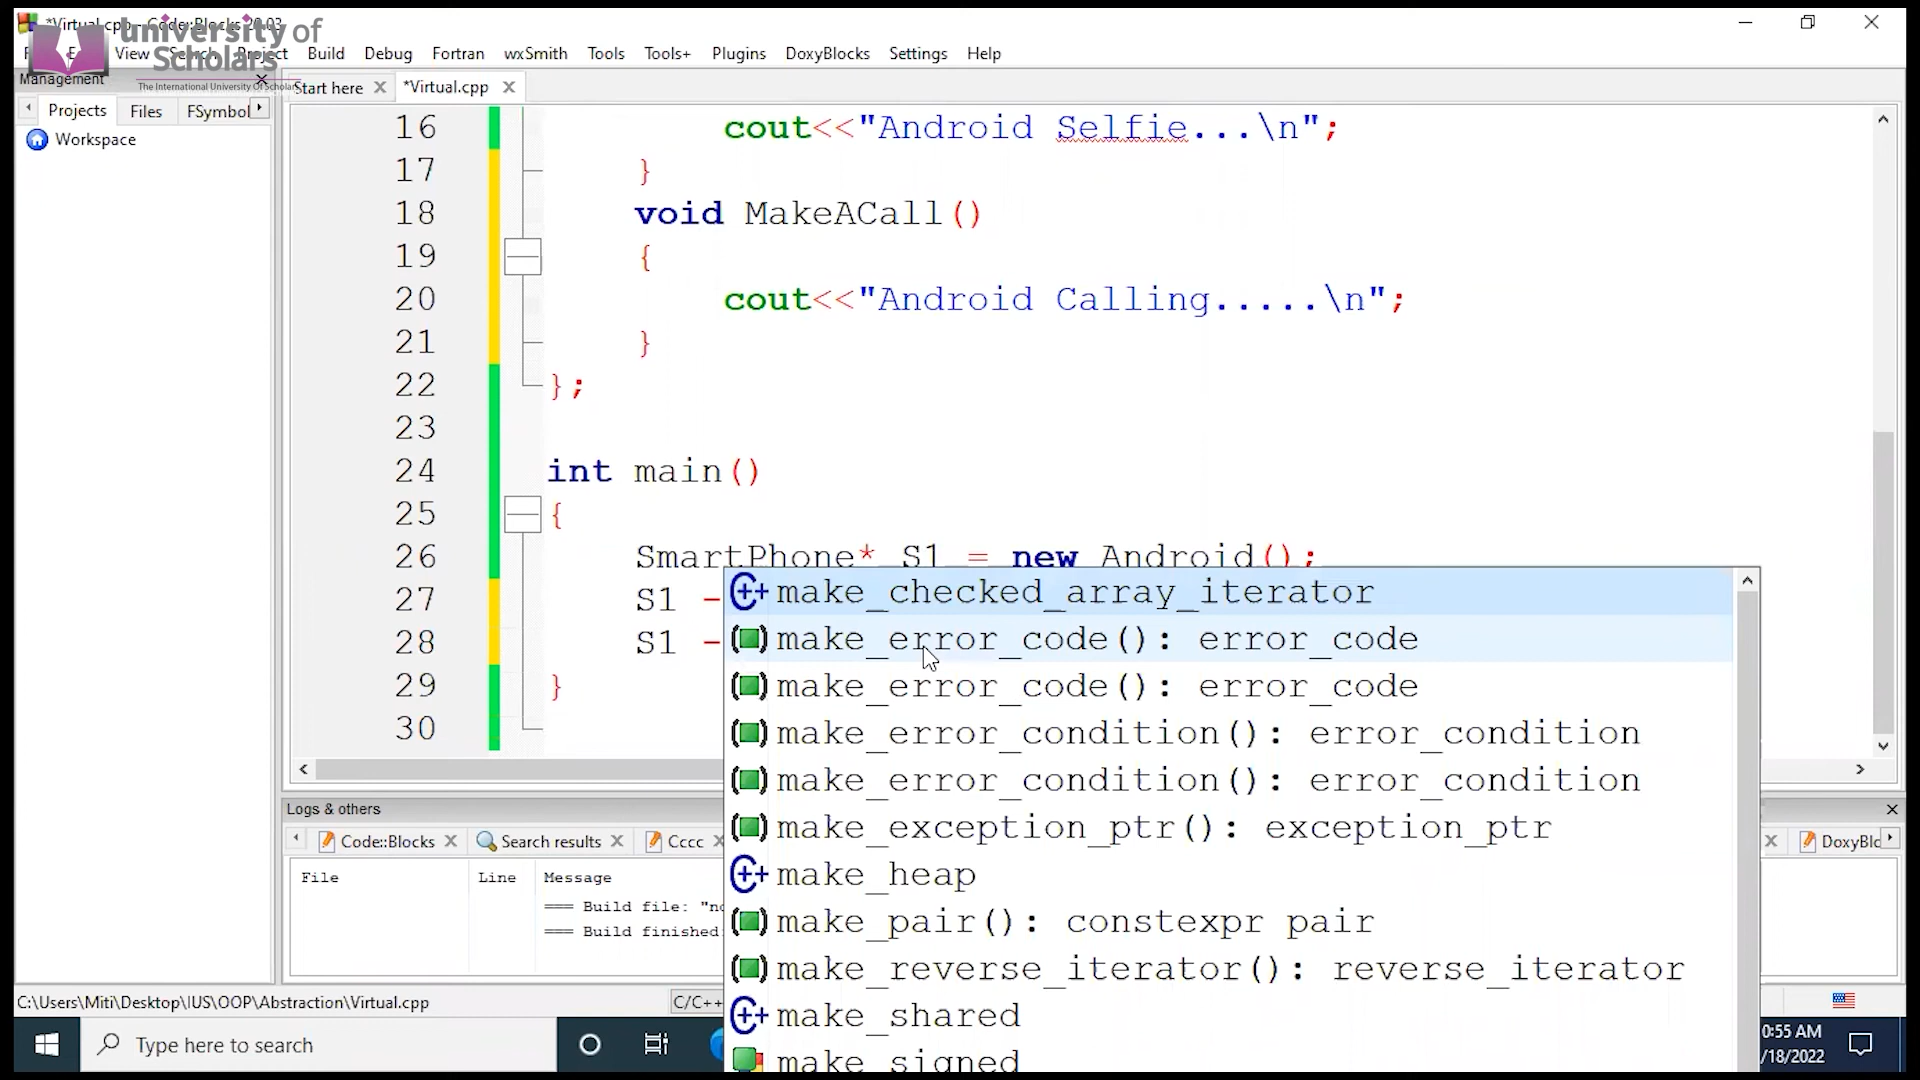 *Virtual.cpp - Code::Blocks 20.03
university of
Scholars
The International University Of Scholars
View Search Project Build Debug Fortran wxSmith Tools Tools+ Plugins DoxyBlocks Settings Help
Management
Start here
*Virtual.cpp
Projects Files FSymbol
Workspace
16 cout<<"Android Selfie...\n";
17 }
18 void MakeACall()
19 {
20 cout<<"Android Calling.....\n";
21 }
22 };
23
24 int main()
25 {
26 SmartPhone* S1 = new Android();
27 S1 -
28 S1 -
29 }
30
make_checked_array_iterator
make_error_code(): error_code
make_error_code(): error_code
make_error_condition(): error_condition
make_error_condition(): error_condition
make_exception_ptr(): exception_ptr
make_heap
make_pair(): constexpr pair
make_reverse_iterator(): reverse_iterator
make_shared
make_signed
Logs & others
Code::Blocks Search results Cccc DoxyBlo
File Line Message
=== Build file: "no
=== Build finished:
C:\Users\Miti\Desktop\IUS\OOP\Abstraction\Virtual.cpp C/C++
Type here to search
0:55 AM
/18/2022